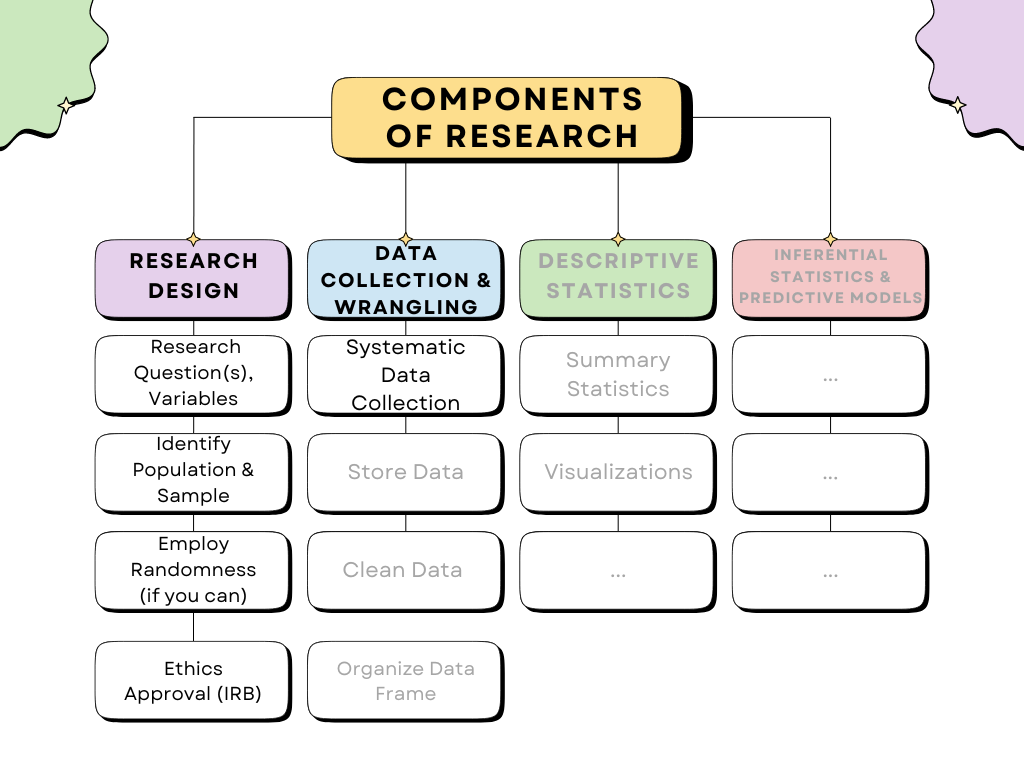 COMPONENTS
OF RESEARCH
RESEARCH
DESIGN
Research
Question(s),
Variables
Identify
Population &
Sample
Employ
Randomness
(if you can)
Ethics
Approval (IRB)
DATA
COLLECTION &
WRANGLING
Systematic
Data
Collection
Store Data
Clean Data
Organize Data
Frame
DESCRIPTIVE
STATISTICS
Summary
Statistics
Visualizations
...
INFERENTIAL
STATISTICS &
PREDICTIVE MODELS
...
...
...